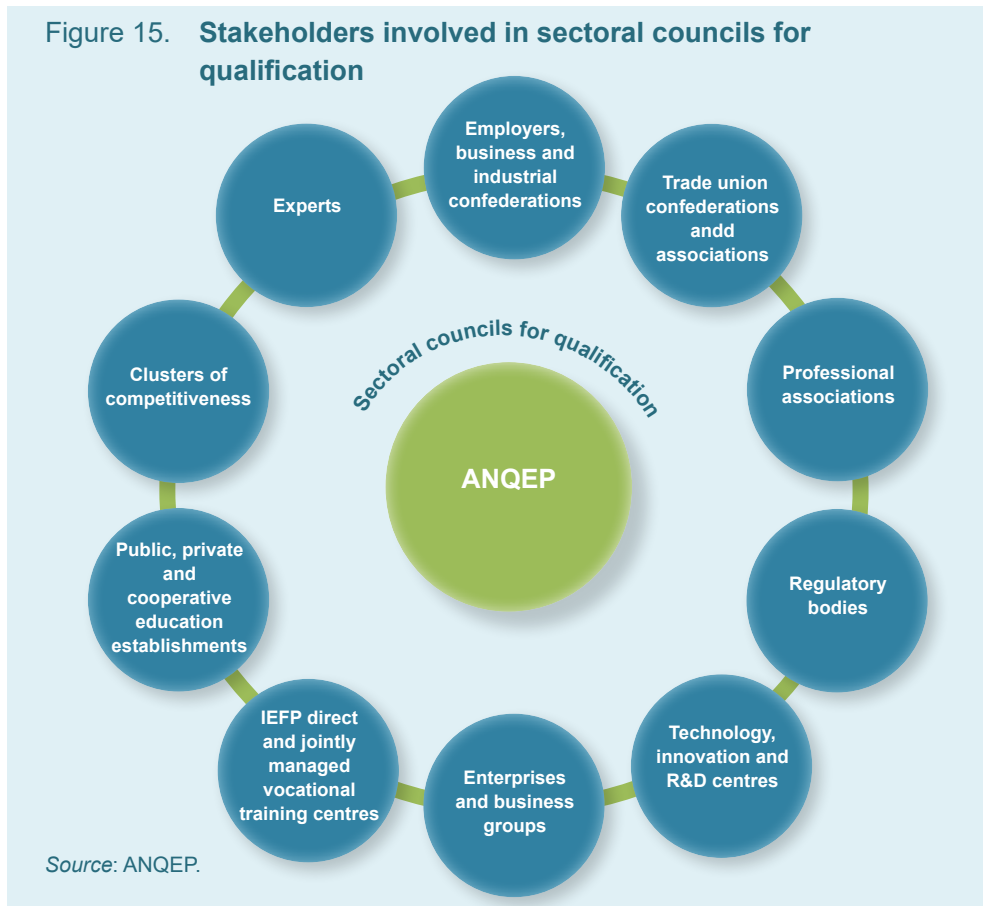 Figure 15. Stakeholders involved in sectoral councils for
qualification
Employers,
business and
industrial
confederations
Trade union
confederations
andd
associations
Professional
associations
Regulatory
bodies
Technology,
innovation and
R&D centres
Enterprises
and business
groups
IEFP direct
and jointly
managed
vocational
training centres
Public, private
and
cooperative
education
establishments
Clusters of
competitiveness
Experts
Sectoral councils for qualification
ANQEP
Source: ANQEP.